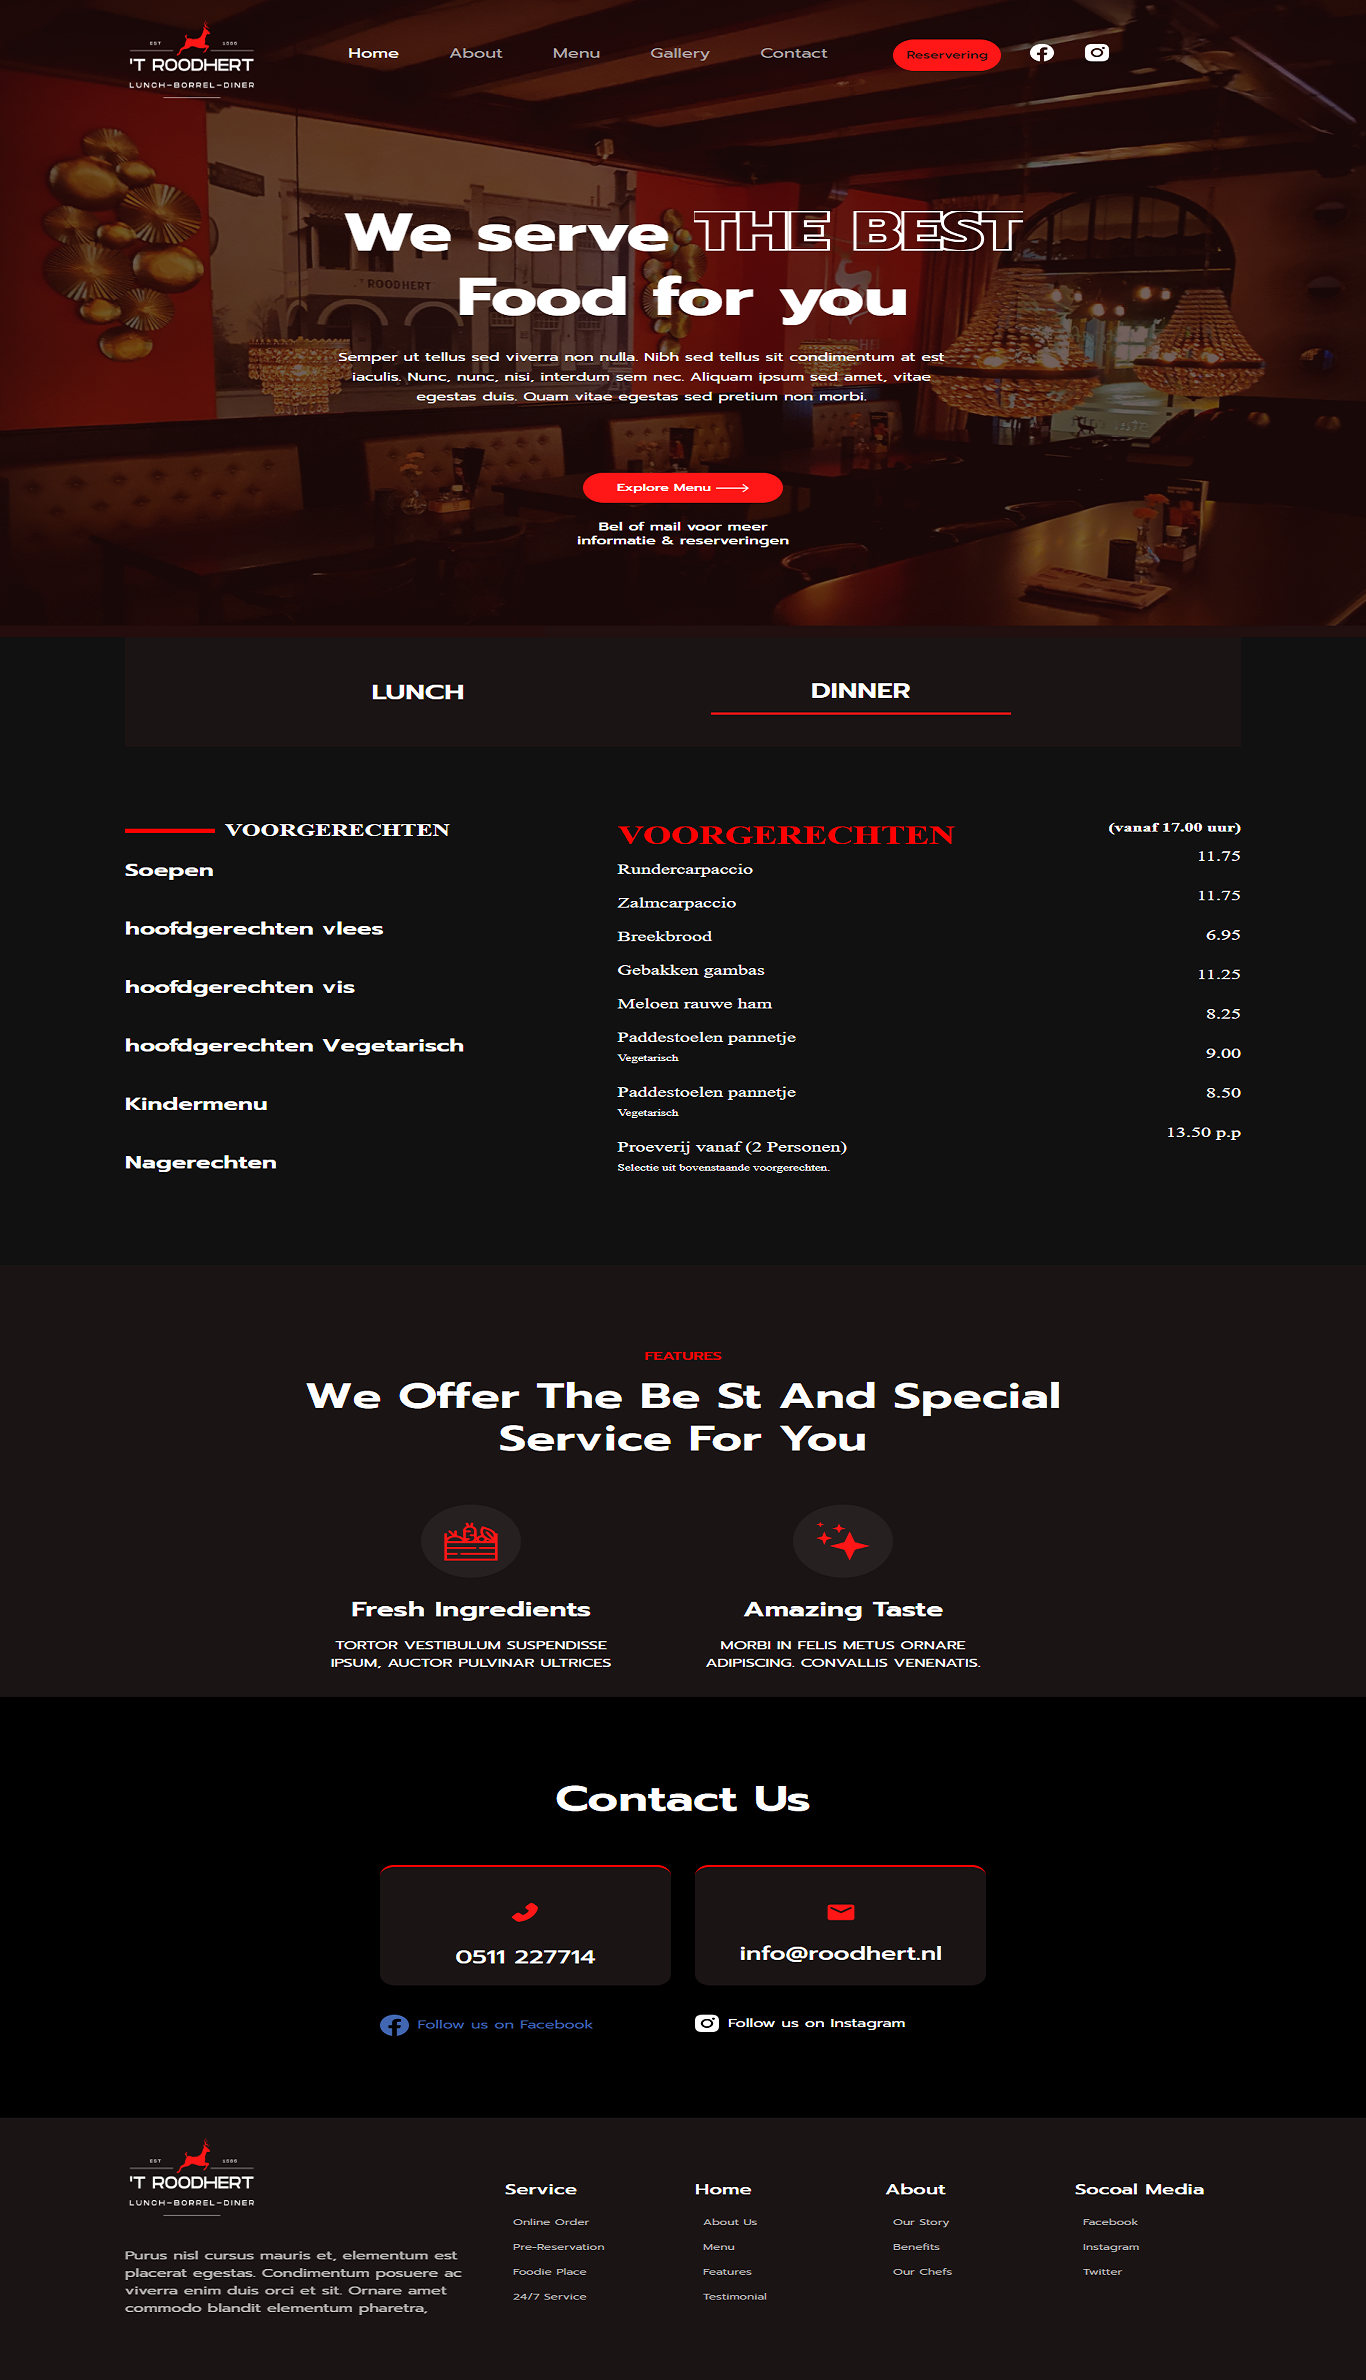 EST 1586
'T ROODHERT
LUNCH-BORREL-DINER
Home About Menu Gallery Contact Reservering
We serve THE BEST
Food for you
'T ROODHERT
Semper ut tellus sed viverra non nulla. Nibh sed tellus sit condimentum at est
iaculis. Nunc, nunc, nisi, interdum sem nec. Aliquam ipsum sed amet, vitae
egestas duis. Quam vitae egestas sed pretium non morbi.
Explore Menu
Bel of mail voor meer
informatie & reserveringen
LUNCH DINNER
VOORGERECHTEN
Soepen
hoofdgerechten vlees
hoofdgerechten vis
hoofdgerechten Vegetarisch
Kindermenu
Nagerechten
VOORGERECHTEN
Rundercarpaccio
Zalmcarpaccio
Breekbrood
Gebakken gambas
Meloen rauwe ham
Paddestoelen pannetje
Vegetarisch
Paddestoelen pannetje
Vegetarisch
Proeverij vanaf (2 Personen)
Selectie uit bovenstaande voorgerechten.
(vanaf 17.00 uur)
11.75
11.75
6.95
11.25
8.25
9.00
8.50
13.50 p.p
FEATURES
We Offer The Be St And Special
Service For You
Fresh Ingredients
TORTOR VESTIBULUM SUSPENDISSE
IPSUM, AUCTOR PULVINAR ULTRICES
Amazing Taste
MORBI IN FELIS METUS ORNARE
ADIPISCING. CONVALLIS VENENATIS.
Contact Us
0511 227714
info@roodhert.nl
Follow us on Facebook
Follow us on Instagram
EST 1586
'T ROODHERT
LUNCH-BORREL-DINER
Purus nisl cursus mauris et, elementum est
placerat egestas. Condimentum posuere ac
viverra enim duis orci et sit. Ornare amet
commodo blandit elementum pharetra,
Service
Online Order
Pre-Reservation
Foodie Place
24/7 Service
Home
About Us
Menu
Features
Testimonial
About
Our Story
Benefits
Our Chefs
Socoal Media
Facebook
Instagram
Twitter